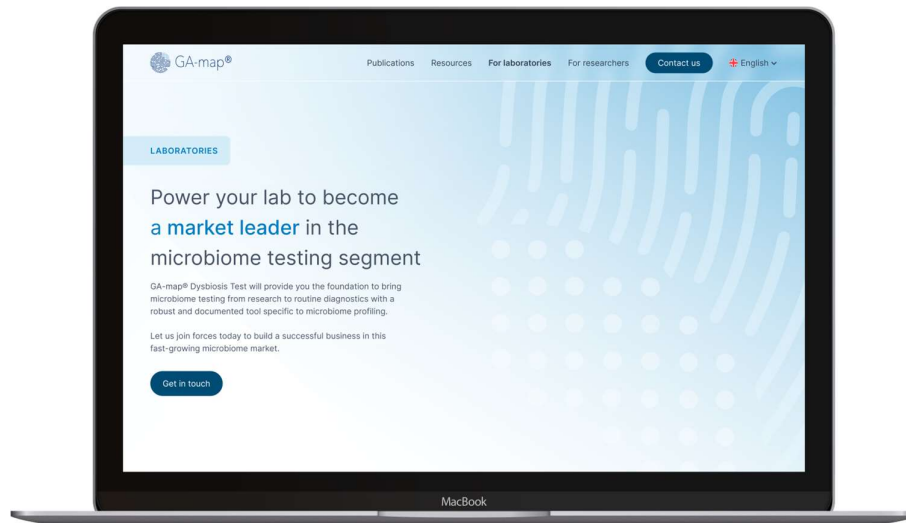 GA-map®
Publications
Resources
For laboratories
For researchers
Contact us
English
LABORATORIES
Power your lab to become
a market leader in the
microbiome testing segment
GA-map® Dysbiosis Test will provide you the foundation to bring
microbiome testing from research to routine diagnostics with a
robust and documented tool specific to microbiome profiling.
Let us join forces today to build a successful business in this
fast-growing microbiome market.
Get in touch
MacBook